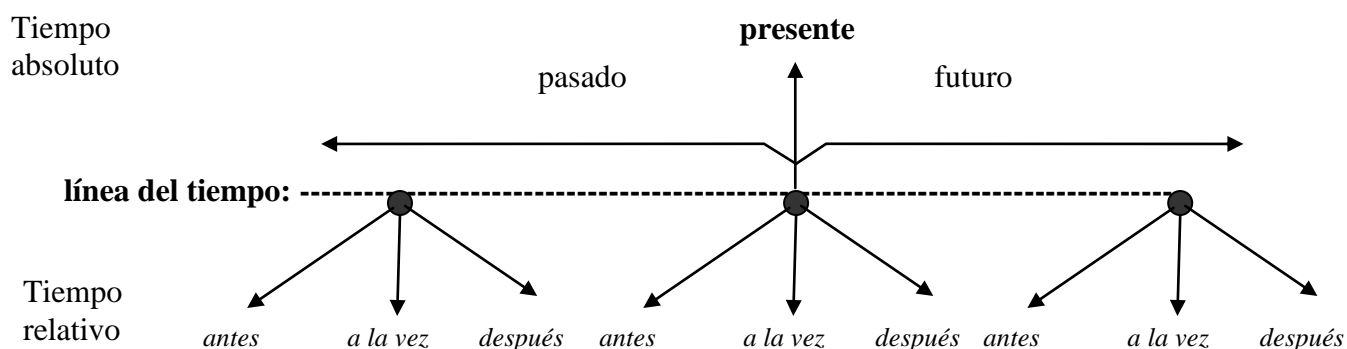 Tiempo
absoluto
presente
pasado futuro
línea del tiempo:
Tiempo
relativo
antes a la vez después antes a la vez después antes a la vez después